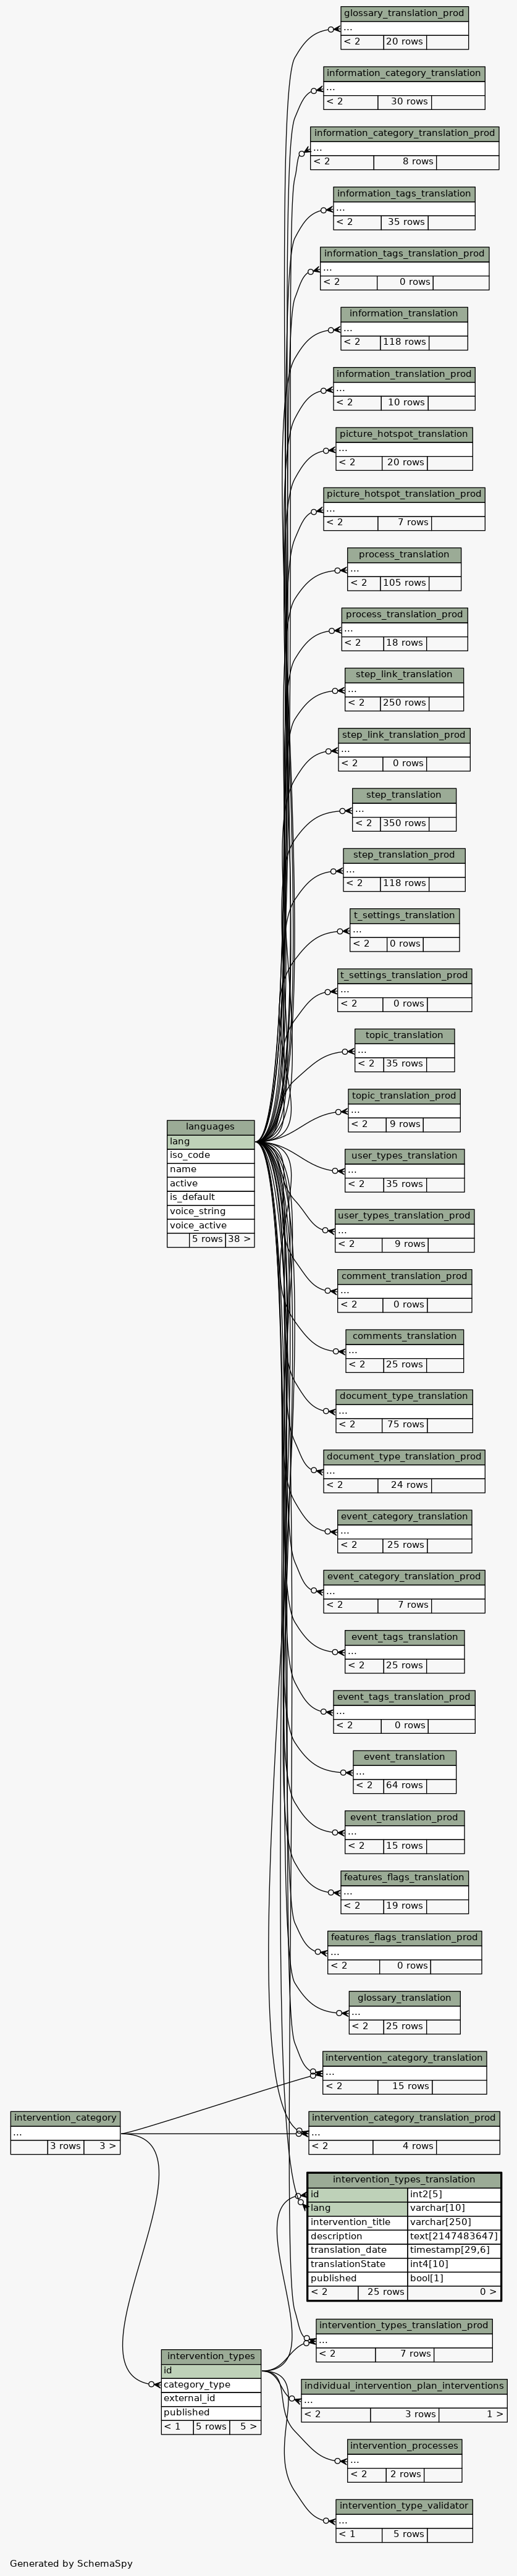 glossary_translation_prod
...
< 2 20 rows
information_category_translation
...
< 2 30 rows
information_category_translation_prod
...
< 2 8 rows
information_tags_translation
...
< 2 35 rows
information_tags_translation_prod
...
< 2 0 rows
information_translation
...
< 2 118 rows
information_translation_prod
...
< 2 10 rows
picture_hotspot_translation
...
< 2 20 rows
picture_hotspot_translation_prod
...
< 2 7 rows
process_translation
...
< 2 105 rows
process_translation_prod
...
< 2 18 rows
step_link_translation
...
< 2 250 rows
step_link_translation_prod
...
< 2 0 rows
step_translation
...
< 2 350 rows
step_translation_prod
...
< 2 118 rows
t_settings_translation
...
< 2 0 rows
t_settings_translation_prod
...
< 2 0 rows
topic_translation
...
< 2 35 rows
topic_translation_prod
...
< 2 9 rows
languages
lang
iso_code
name
active
is_default
voice_string
voice_active
5 rows 38 >
user_types_translation
...
< 2 35 rows
user_types_translation_prod
...
< 2 9 rows
comment_translation_prod
...
< 2 0 rows
comments_translation
...
< 2 25 rows
document_type_translation
...
< 2 75 rows
document_type_translation_prod
...
< 2 24 rows
event_category_translation
...
< 2 25 rows
event_category_translation_prod
...
< 2 7 rows
event_tags_translation
...
< 2 25 rows
event_tags_translation_prod
...
< 2 0 rows
event_translation
...
< 2 64 rows
event_translation_prod
...
< 2 15 rows
features_flags_translation
...
< 2 19 rows
features_flags_translation_prod
...
< 2 0 rows
glossary_translation
...
< 2 25 rows
intervention_category_translation
...
< 2 15 rows
intervention_category
...
3 rows 3 >
intervention_category_translation_prod
...
< 2 4 rows
intervention_types_translation
id int2[5]
lang varchar[10]
intervention_title varchar[250]
description text[2147483647]
translation_date timestamp[29,6]
translationState int4[10]
published bool[1]
< 2 25 rows 0 >
intervention_types_translation_prod
...
< 2 7 rows
intervention_types
id
category_type
external_id
published
< 1 5 rows 5 >
individual_intervention_plan_interventions
...
< 2 3 rows 1 >
intervention_processes
...
< 2 2 rows
intervention_type_validator
...
< 1 5 rows
Generated by SchemaSpy